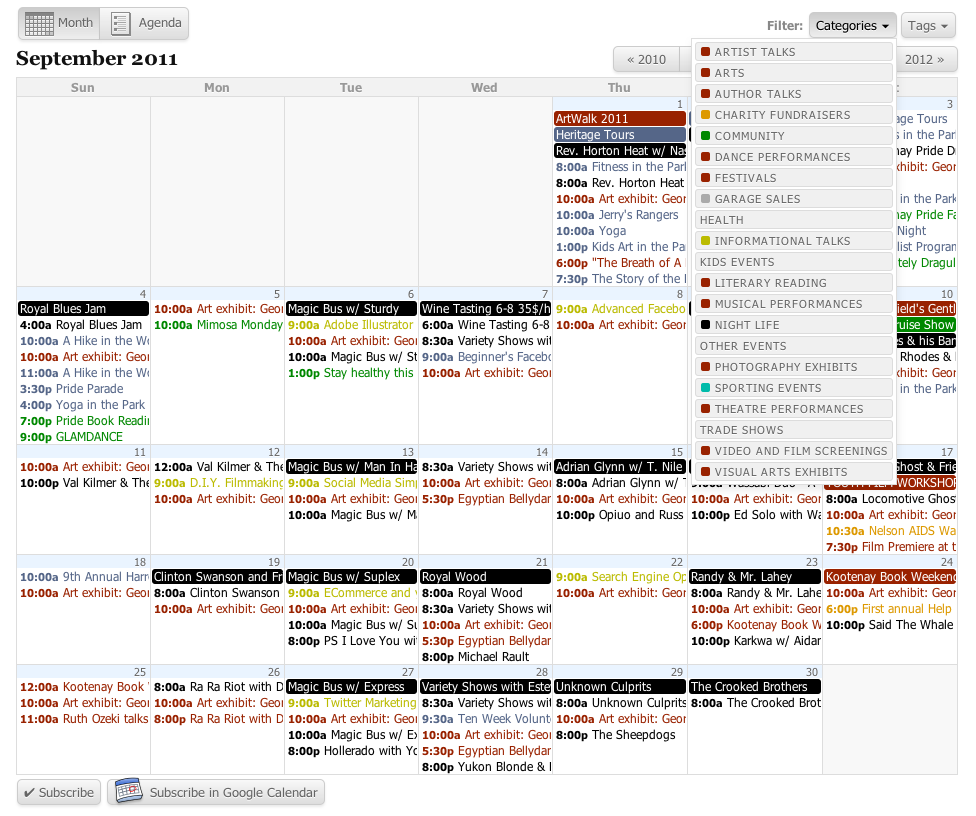 Month Agenda Filter: Categories Tags
September 2011 « 2010 2012 »
Sun Mon Tue Wed Thu
ARTIST TALKS
ARTS
AUTHOR TALKS
CHARITY FUNDRAISERS
COMMUNITY
DANCE PERFORMANCES
FESTIVALS
GARAGE SALES
HEALTH
INFORMATIONAL TALKS
KIDS EVENTS
LITERARY READING
MUSICAL PERFORMANCES
NIGHT LIFE
OTHER EVENTS
PHOTOGRAPHY EXHIBITS
SPORTING EVENTS
THEATRE PERFORMANCES
TRADE SHOWS
VIDEO AND FILM SCREENINGS
VISUAL ARTS EXHIBITS
1
ArtWalk 2011
Heritage Tours
Rev. Horton Heat w/ Nas
8:00a Fitness in the Park
8:00a Rev. Horton Heat
10:00a Art exhibit: Geor
10:00a Jerry's Rangers
10:00a Yoga
1:00p Kids Art in the Pa
6:00p "The Breath of A
7:30p The Story of the
3
age Tours
s in the Park
nay Pride D
hibit: Geor
in the Park
nay Pride Fa
Night
list Program
tely Dragul
4
Royal Blues Jam
4:00a Royal Blues Jam
10:00a A Hike in the Wo
10:00a Art exhibit: Geor
11:00a A Hike in the Wo
3:30p Pride Parade
4:00p Yoga in the Park
7:00p Pride Book Readi
9:00p GLAMDANCE
5
10:00a Art exhibit: Geor
10:00a Mimosa Monday
6
Magic Bus w/ Sturdy
9:00a Adobe Illustrator
10:00a Art exhibit: Geor
10:00a Magic Bus w/ St
1:00p Stay healthy this
7
Wine Tasting 6-8 35$/h
6:00a Wine Tasting 6-8
8:30a Variety Shows wit
9:00a Beginner's Facebo
10:00a Art exhibit: Geor
8
9:00a Advanced Facebo
10:00a Art exhibit: Geor
10
ield's Gentl
ruise Show
s & his Ban
Rhodes &
in the Park
11
10:00a Art exhibit: Geor
10:00p Val Kilmer & The
12
12:00a Val Kilmer & The
9:00a D.I.Y. Filmmaking
10:00a Art exhibit: Geor
13
Magic Bus w/ Man In Ha
9:00a Social Media Simp
10:00a Art exhibit: Geor
10:00a Magic Bus w/ Ma
14
8:30a Variety Shows wit
10:00a Art exhibit: Geor
5:30p Egyptian Bellydar
15
Adrian Glynn w/ T. Nile
8:00a Adrian Glynn w/
10:00a Art exhibit: Geor
10:00p Opiuo and Russ
10:00a Art exhibit: Geor
10:00p Ed Solo with Wa
17
Ghost & Frie
8:00a Locomotive Ghos
10:00a Art exhibit: Geor
10:30a Nelson AIDS Wa
7:30p Film Premiere at t
18
10:00a 9th Annual Harr
10:00a Art exhibit: Geor
19
Clinton Swanson and Fr
8:00a Clinton Swanson
10:00a Art exhibit: Geor
20
Magic Bus w/ Suplex
9:00a ECommerce and
10:00a Art exhibit: Geor
10:00a Magic Bus w/ Su
8:00p PS I Love You wi
21
Royal Wood
8:00a Royal Wood
8:30a Variety Shows wit
10:00a Art exhibit: Geor
5:30p Egyptian Bellydar
8:00p Michael Rault
22
9:00a Search Engine Op
10:00a Art exhibit: Geor
23
Randy & Mr. Lahey
8:00a Randy & Mr. Lahe
10:00a Art exhibit: Geor
6:00p Kootenay Book W
10:00p Karkwa w/ Aidar
24
Kootenay Book Weekend
10:00a Art exhibit: Geor
6:00p First annual Help
10:00p Said The Whale
25
12:00a Kootenay Book
10:00a Art exhibit: Geor
11:00a Ruth Ozeki talks
26
8:00a Ra Ra Riot with D
10:00a Art exhibit: Geor
8:00p Ra Ra Riot with D
27
Magic Bus w/ Express
9:00a Twitter Marketing
10:00a Art exhibit: Geor
10:00a Magic Bus w/ Ex
8:00p Hollerado with Yo
28
Variety Shows with Este
8:30a Variety Shows wit
9:30a Ten Week Volunt
10:00a Art exhibit: Geor
5:30p Egyptian Bellydar
8:00p Yukon Blonde &
29
Unknown Culprits
8:00a Unknown Culprits
10:00a Art exhibit: Geor
8:00p The Sheepdogs
30
The Crooked Brothers
8:00a The Crooked Brot
Subscribe Subscribe in Google Calendar